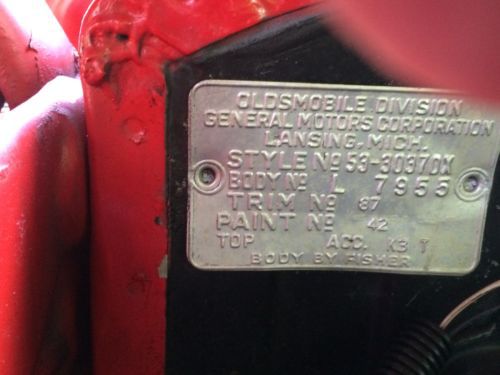 OLDSMOBILE DIVISION
GENERAL MOTORS CORPORATION
LANSING, MICH.
STYLE Nº 53-3037DX
BODY Nº L 7955
TRIM Nº 87
PAINT Nº 42
TOP ACC. K3 T
BODY BY FISHER